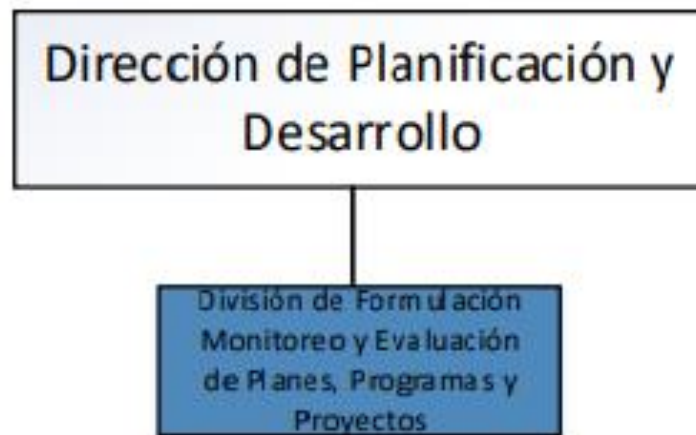 Dirección de Planificación y
Desarrollo
División de Formulación
Monitoreo y Evaluación
de Planes, Programas y
Proyectos